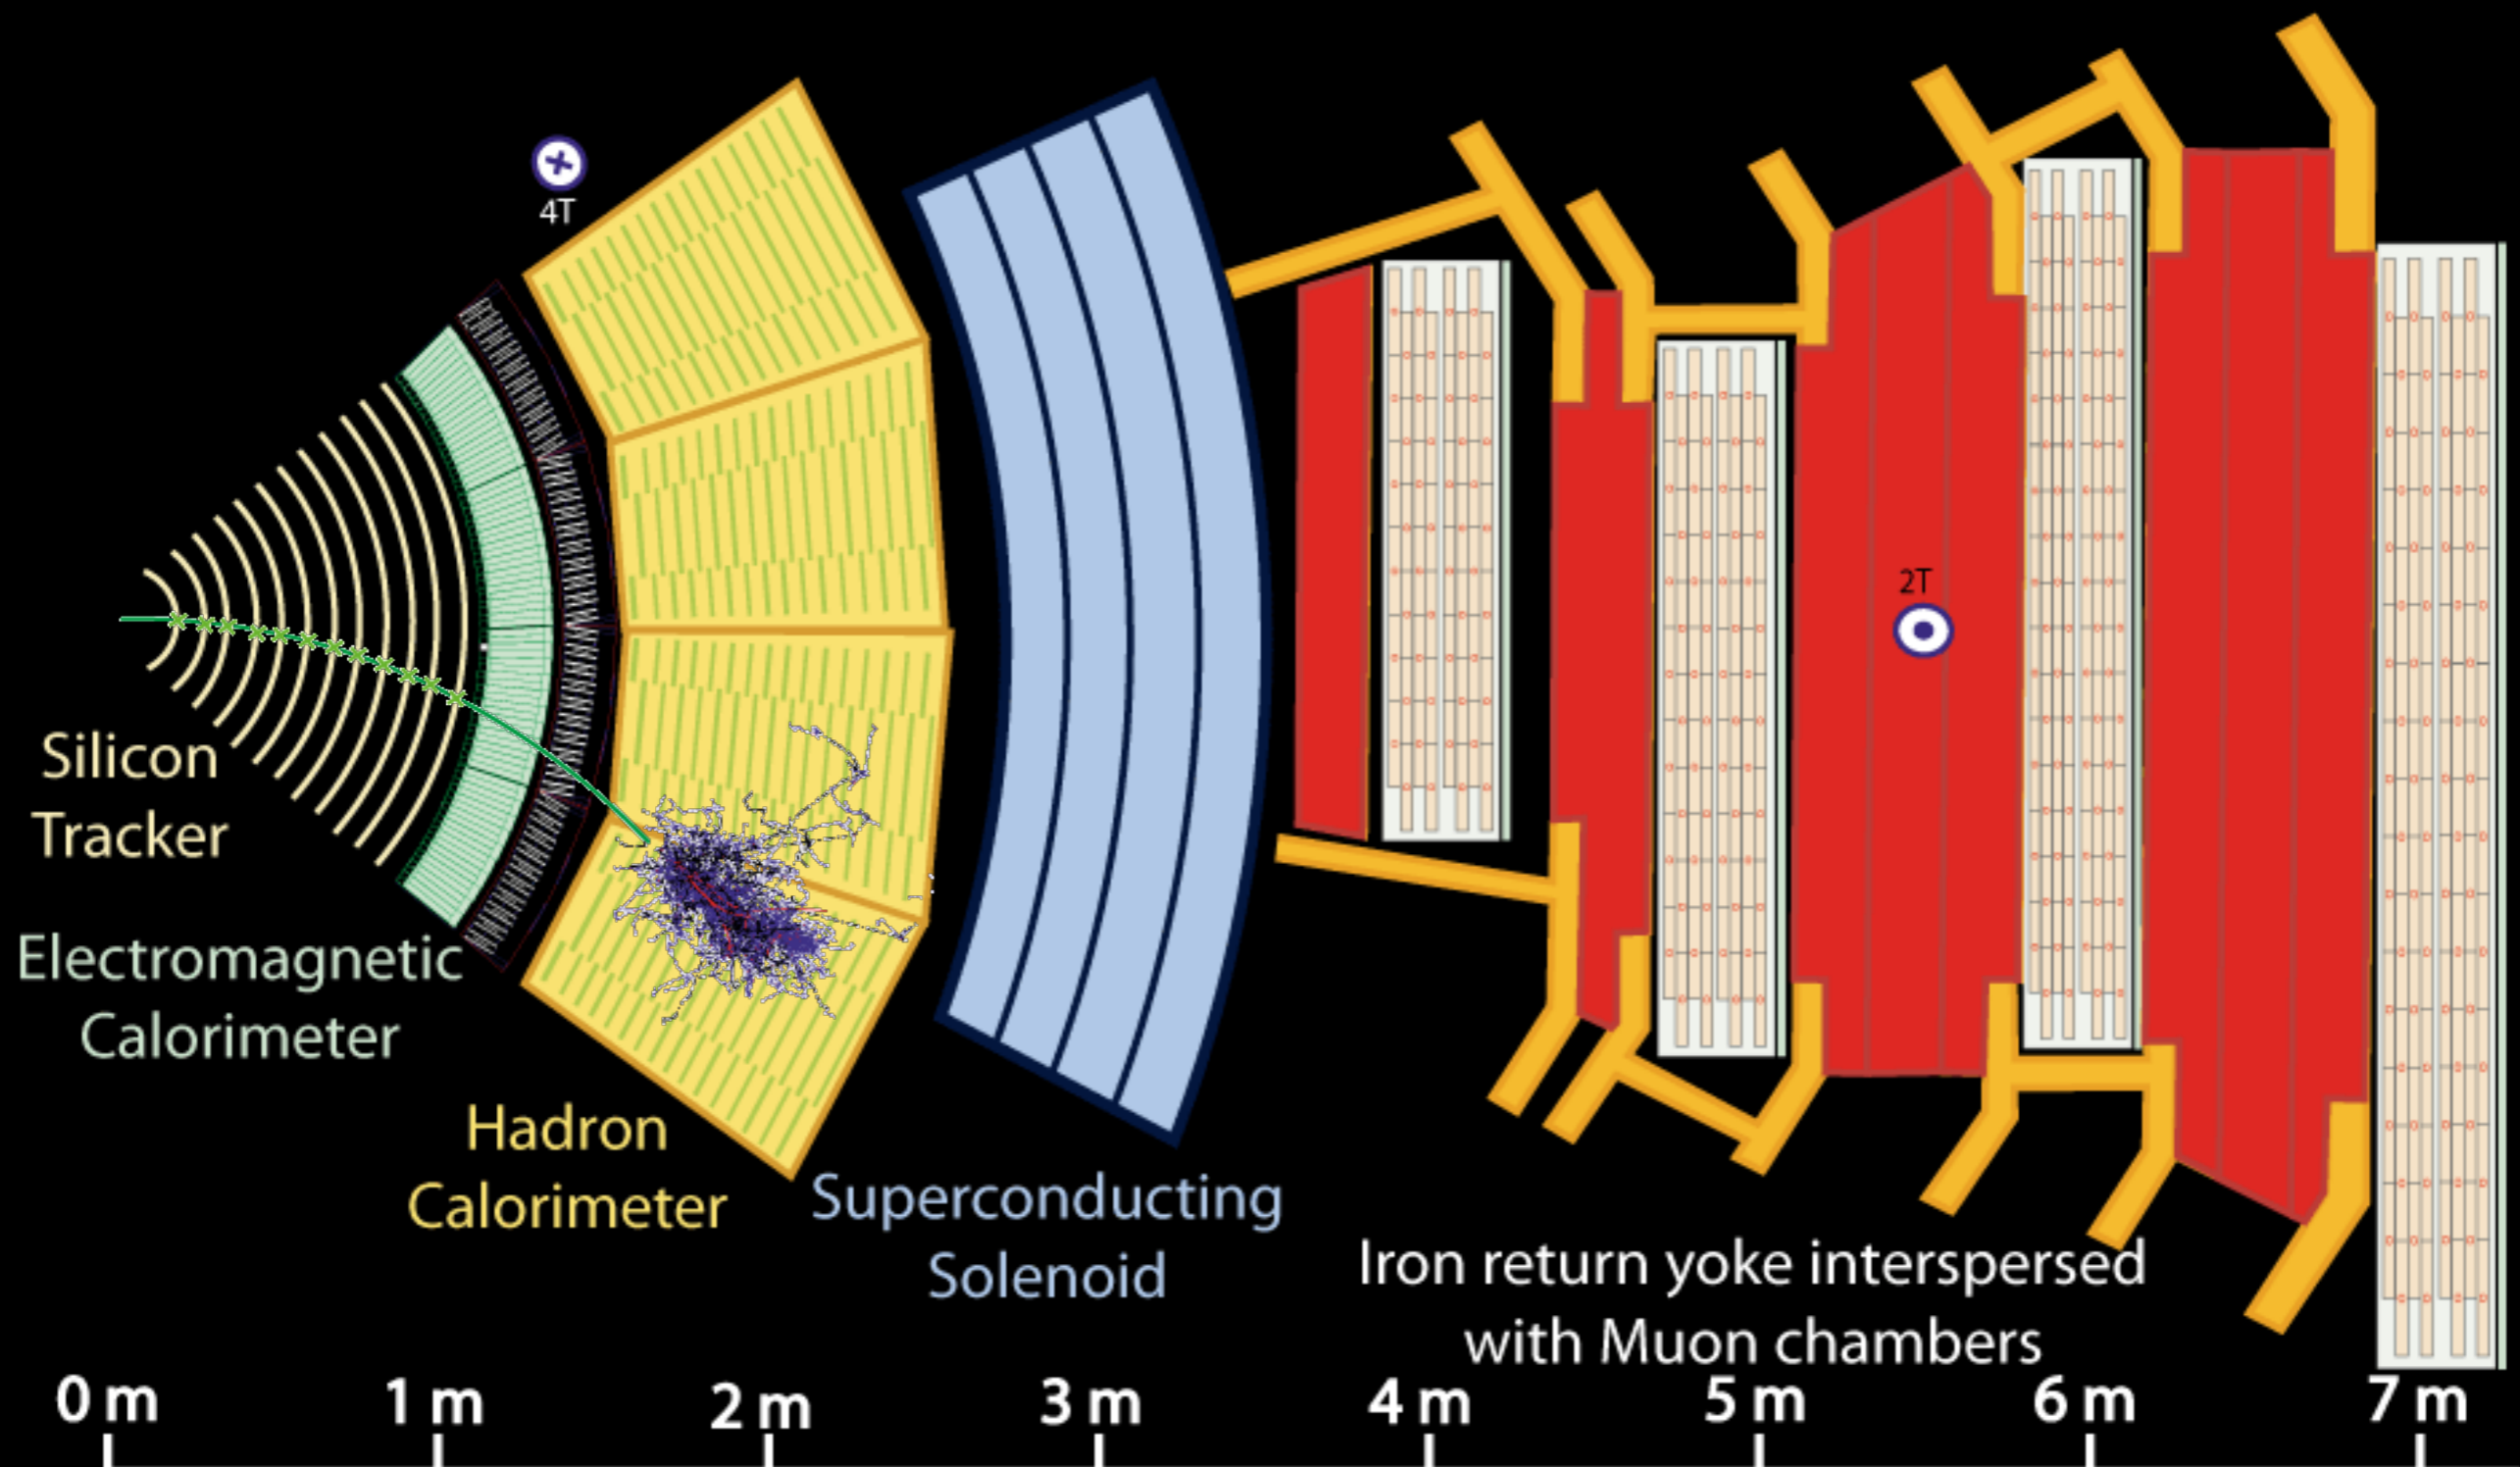 4T
2T
Silicon
Tracker
Electromagnetic
Calorimeter
Hadron
Calorimeter
Superconducting
Solenoid
Iron return yoke interspersed
with Muon chambers
0 m 1 m 2 m 3 m 4 m 5 m 6 m 7 m